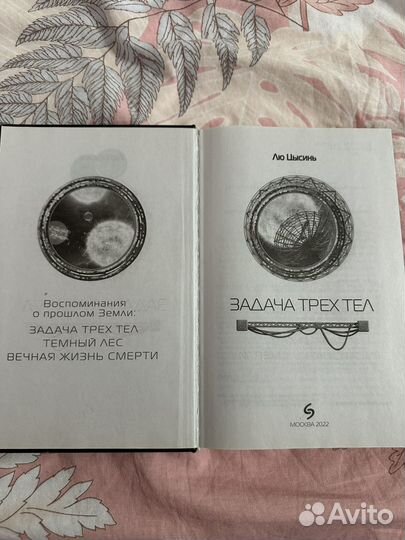 Воспоминания
о прошлом Земли:
ЗАДАЧА ТРЕХ ТЕЛ
ТЕМНЫЙ ЛЕС
ВЕЧНАЯ ЖИЗНЬ СМЕРТИ
Лю Цысинь
ЗАДАЧА ТРЕХ ТЕЛ
МОСКВА 2022
Avito